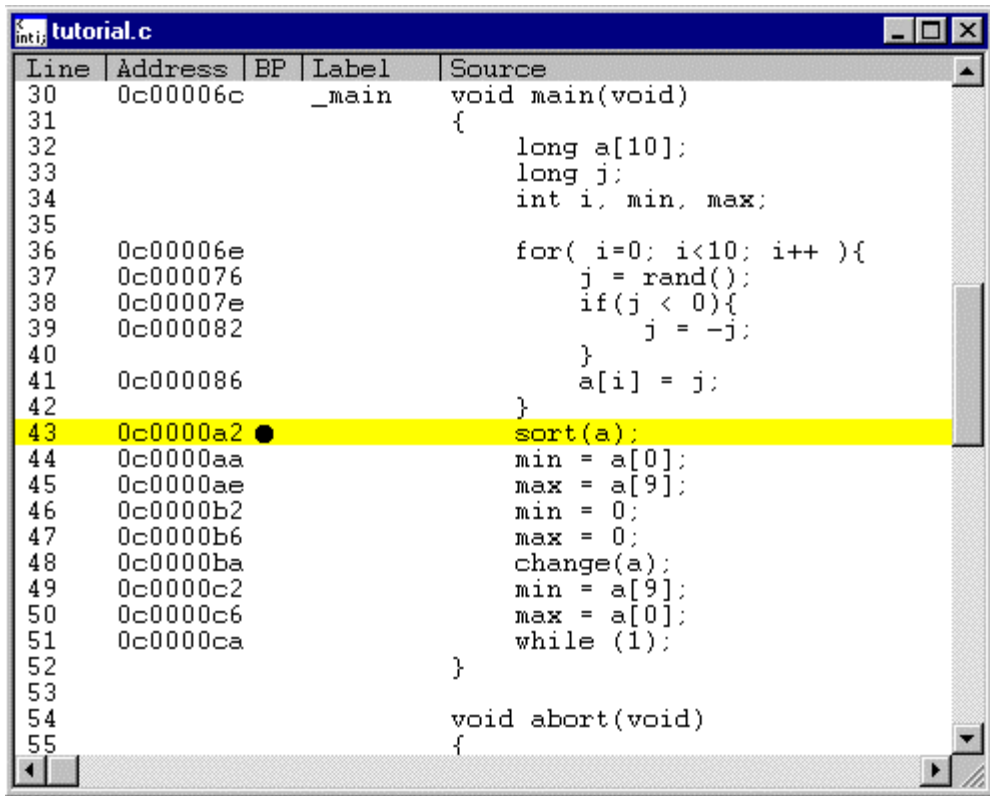 inti; tutorial.c
Line Address BP Label Source
30 0c00006c _main void main(void)
31 {
32 long a[10];
33 long j;
34 int i, min, max;
35
36 0c00006e for( i=0; i<10; i++ ){
37 0c000076 j = rand();
38 0c00007e if(j < 0){
39 0c000082 j = -j;
40 }
41 0c000086 a[i] = j;
42 }
43 0c0000a2 sort(a);
44 0c0000aa min = a[0];
45 0c0000ae max = a[9];
46 0c0000b2 min = 0;
47 0c0000b6 max = 0;
48 0c0000ba change(a);
49 0c0000c2 min = a[9];
50 0c0000c6 max = a[0];
51 0c0000ca while (1);
52 }
53
54 void abort(void)
55 {